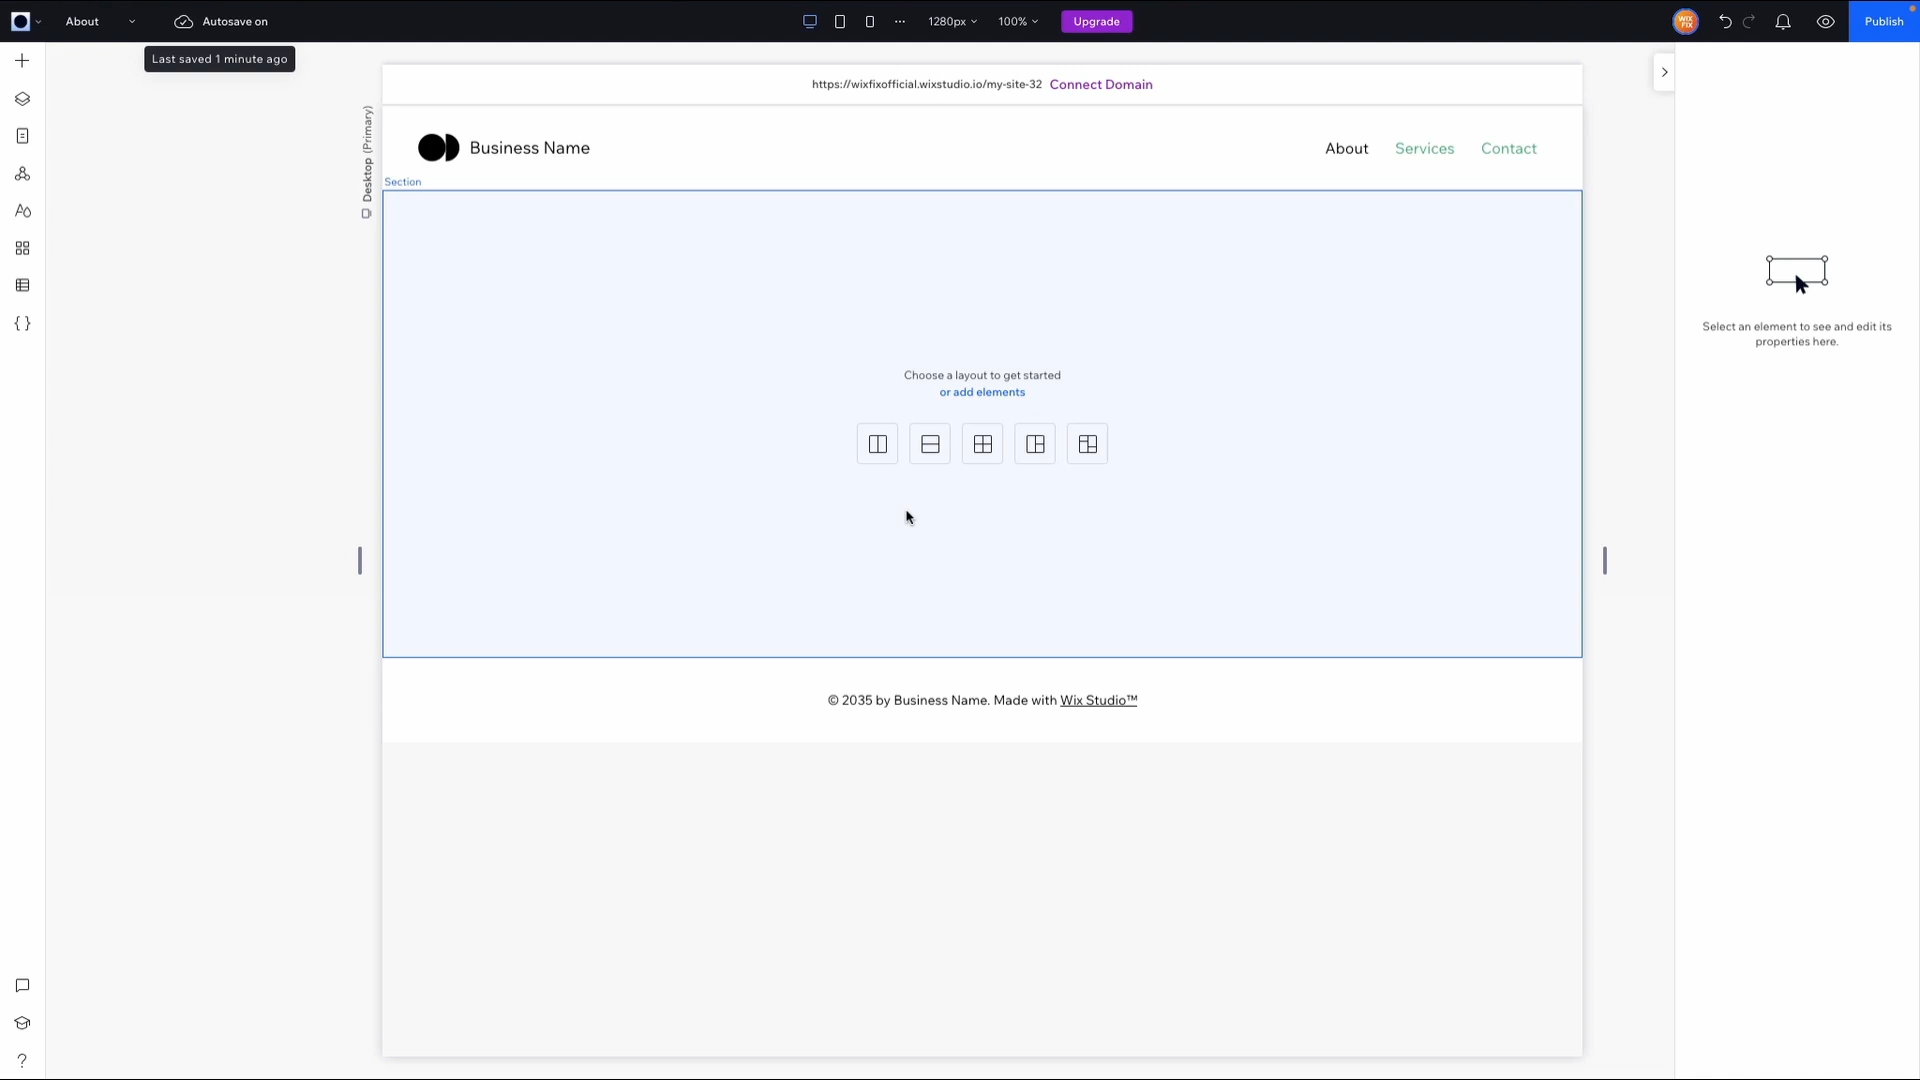 About
Autosave on
1280px
100%
Upgrade
WIX
FIX
Publish
Last saved 1 minute ago
https://wixfixofficial.wixstudio.io/my-site-32 Connect Domain
Desktop (Primary)
Business Name
About Services Contact
Section
Choose a layout to get started
or add elements
Select an element to see and edit its
properties here.
© 2035 by Business Name. Made with Wix Studio™